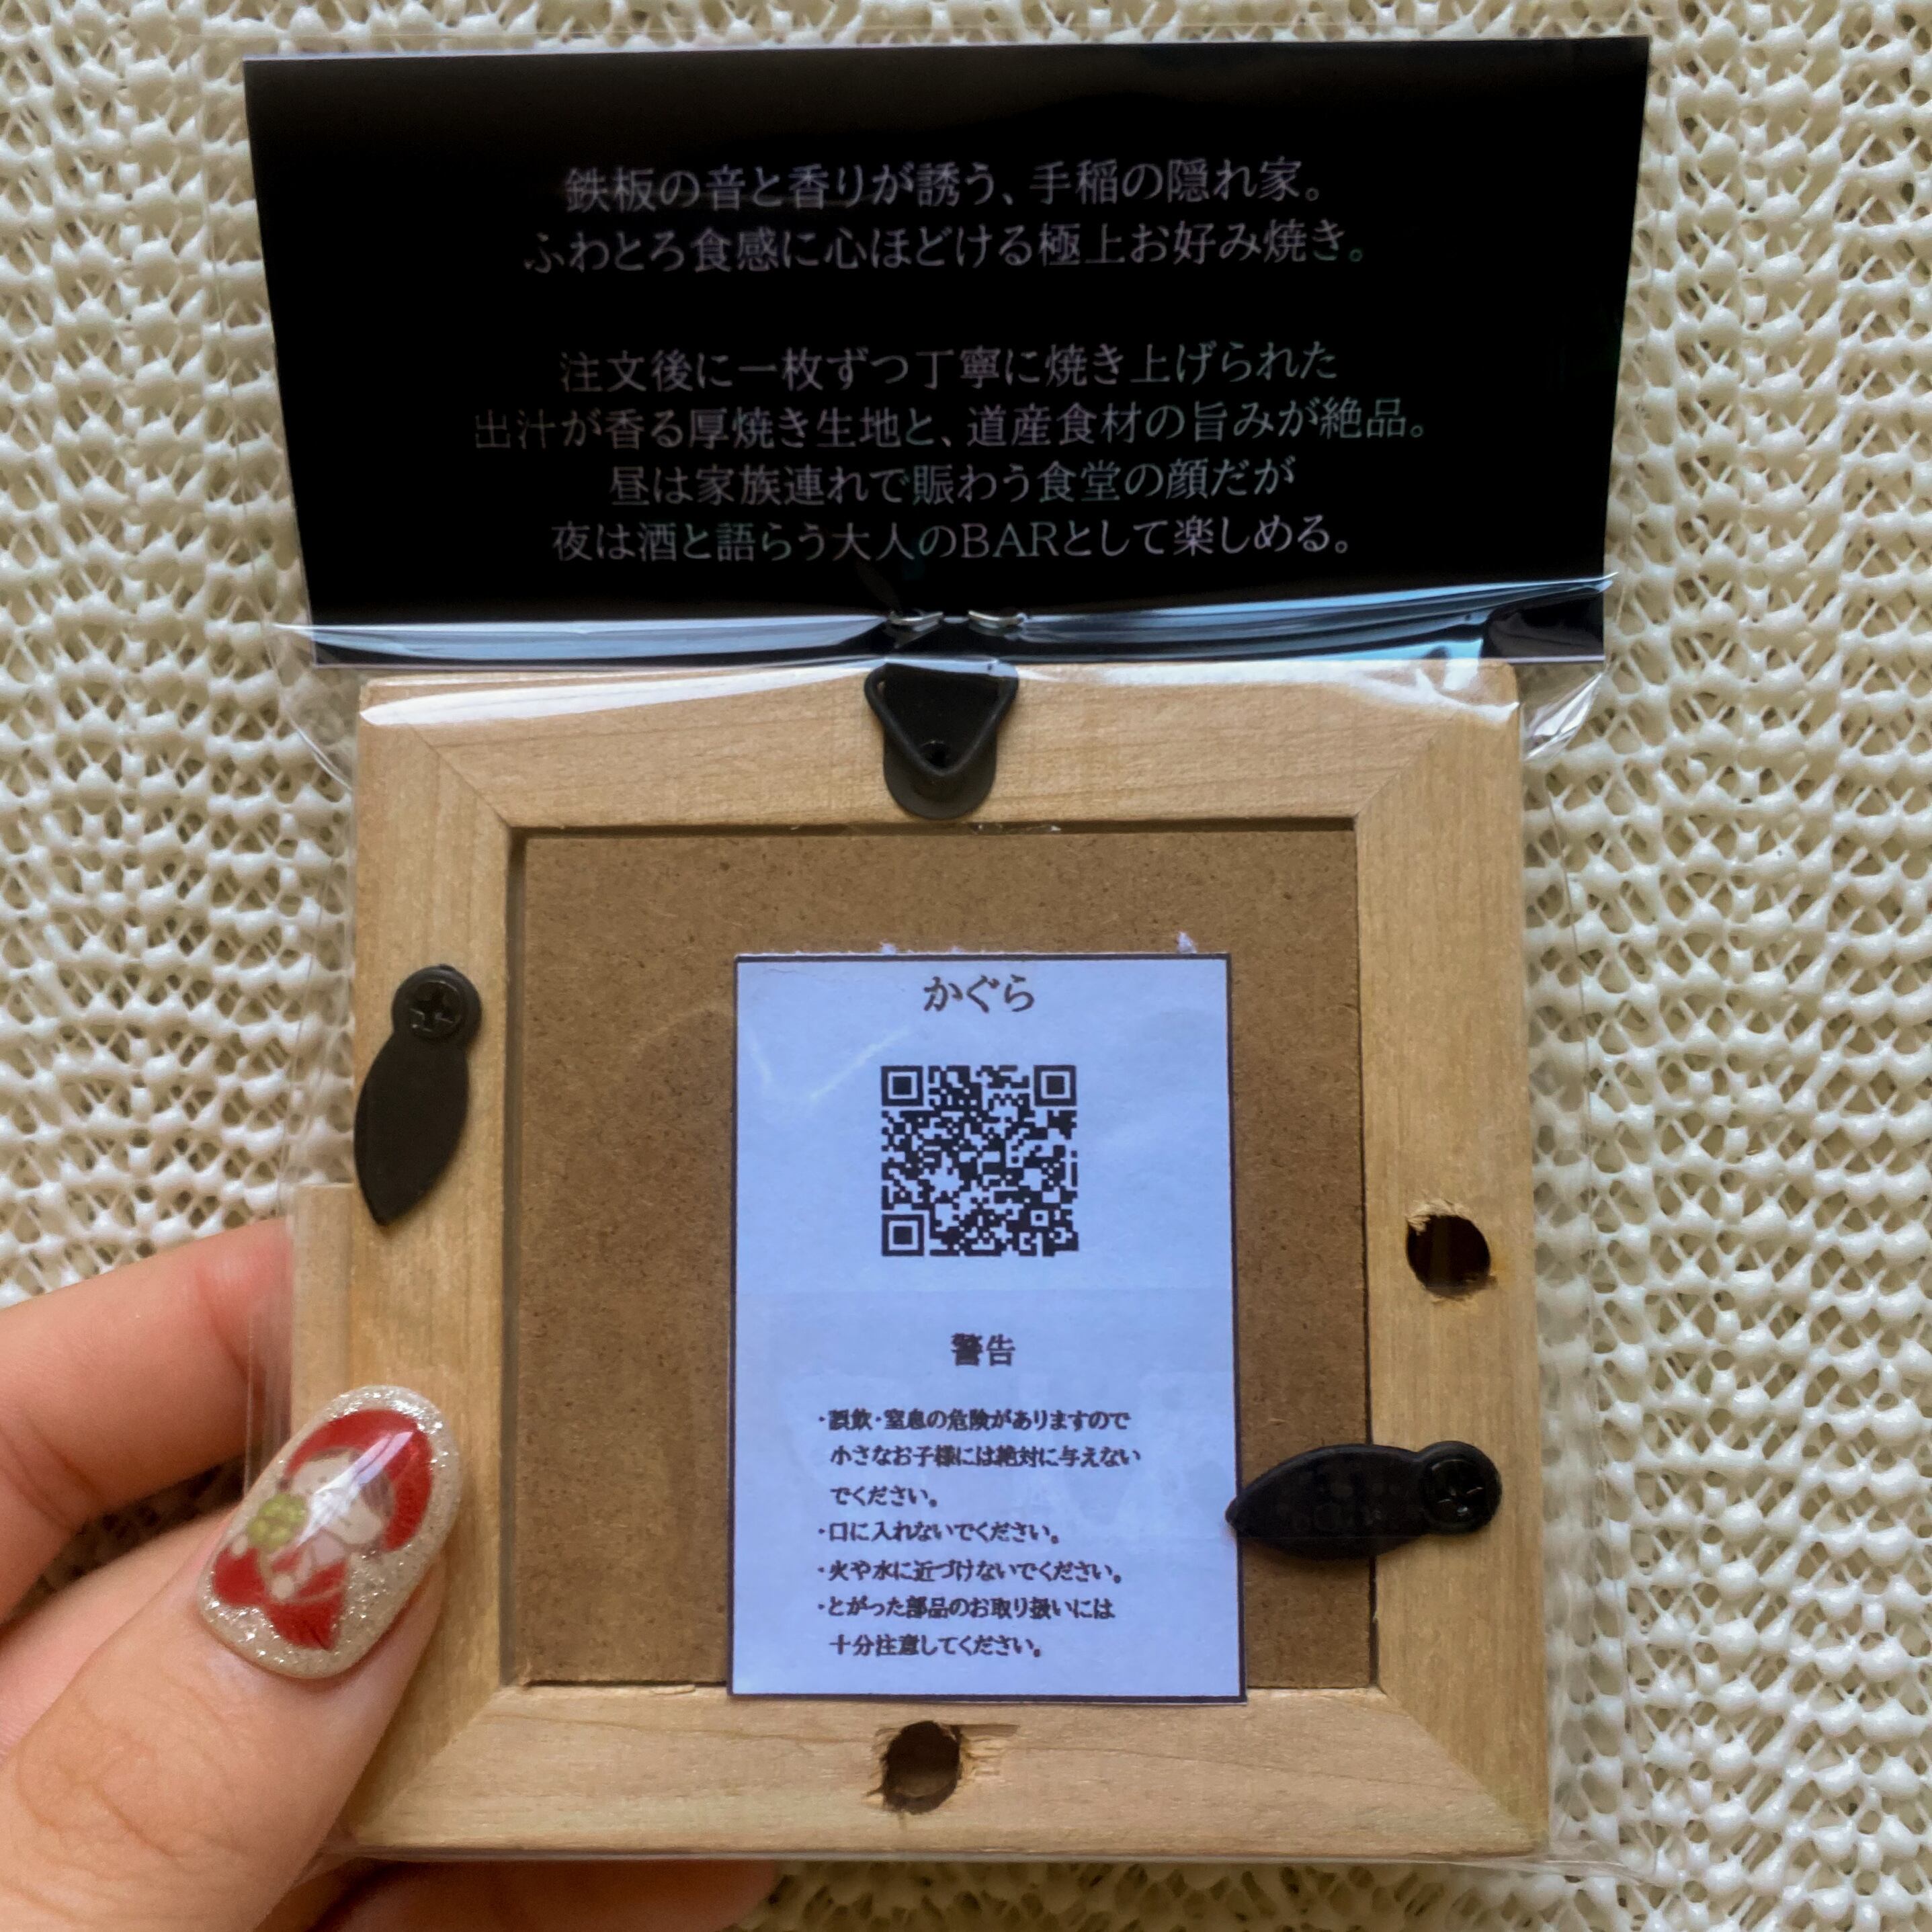 鉄板の音と香りが誘う、手稲の隠れ家。
ふわとろ食感に心ほどける極上お好み焼き。
注文後に一枚ずつ丁寧に焼き上げられた
出汁が香る厚焼き生地と、道産食材の旨みが絶品。
昼は家族連れで賑わう食堂の顔だが
夜は酒と語らう大人のBARとして楽しめる。
かぐら
警告
・誤飲・窒息の危険がありますので
小さなお子様には絶対に与えない
でください。
・口に入れないでください。
・火や水に近づけないでください。
・とがった部品のお取り扱いには
十分注意してください。